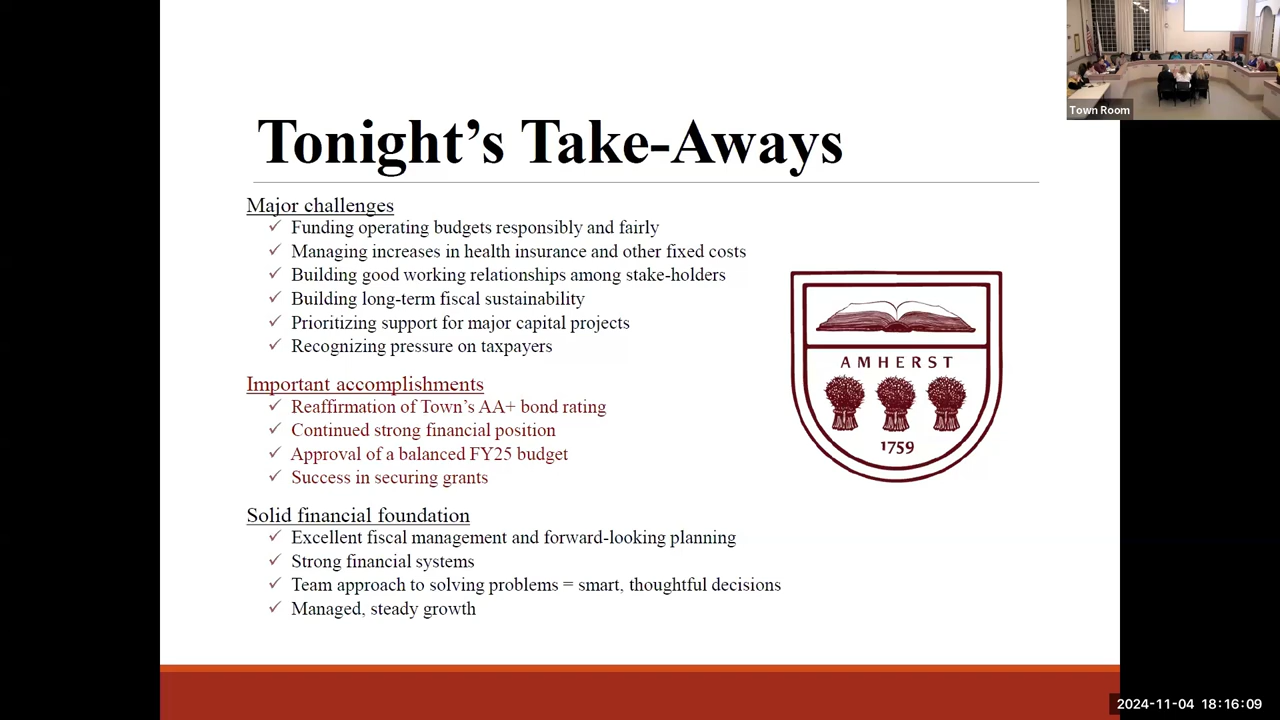 Town Room
Tonight’s Take-Aways
Major challenges
✓ Funding operating budgets responsibly and fairly
✓ Managing increases in health insurance and other fixed costs
✓ Building good working relationships among stake-holders
✓ Building long-term fiscal sustainability
✓ Prioritizing support for major capital projects
✓ Recognizing pressure on taxpayers
Important accomplishments
✓ Reaffirmation of Town’s AA+ bond rating
✓ Continued strong financial position
✓ Approval of a balanced FY25 budget
✓ Success in securing grants
Solid financial foundation
✓ Excellent fiscal management and forward-looking planning
✓ Strong financial systems
✓ Team approach to solving problems = smart, thoughtful decisions
✓ Managed, steady growth
AMHERST
1759
2024-11-04 18:16:09